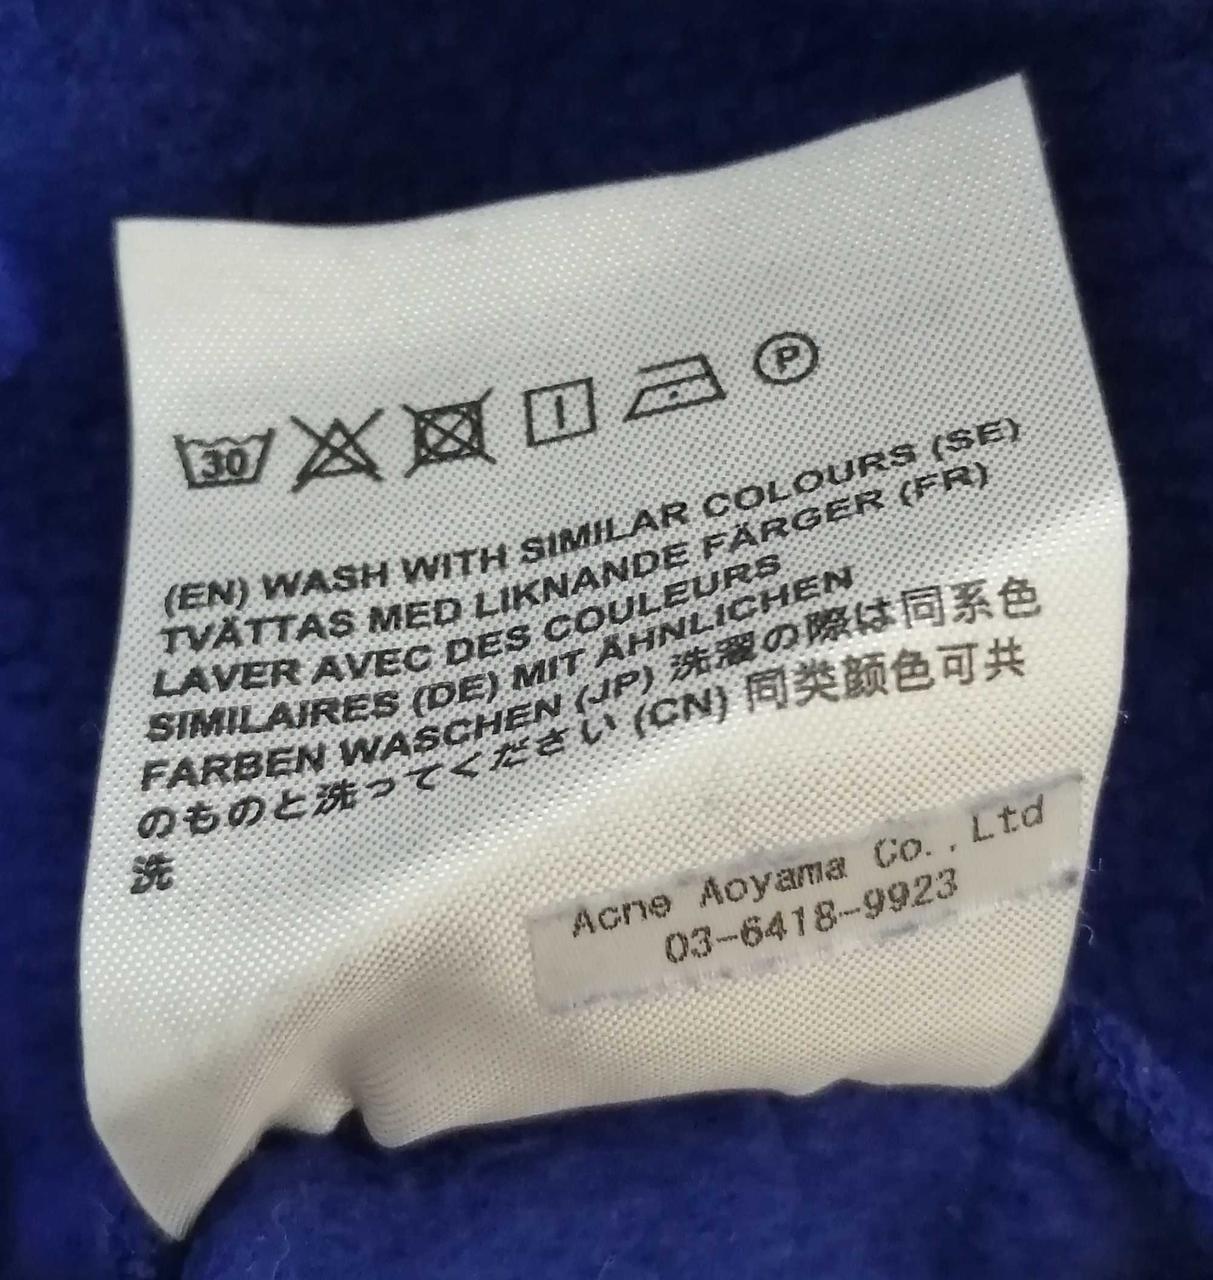 30
P
(EN) WASH WITH SIMILAR COLOURS (SE)
TVÄTTAS MED LIKNANDE FÄRGER (FR)
LAVER AVEC DES COULEURS
SIMILAIRES (DE) MIT ÄHNLICHEN
FARBEN WASCHEN (JP) 洗濯の際は同系色
のものと洗ってください (CN) 同类颜色可共
洗
Acne Aoyama Co., Ltd
03-6418-9923